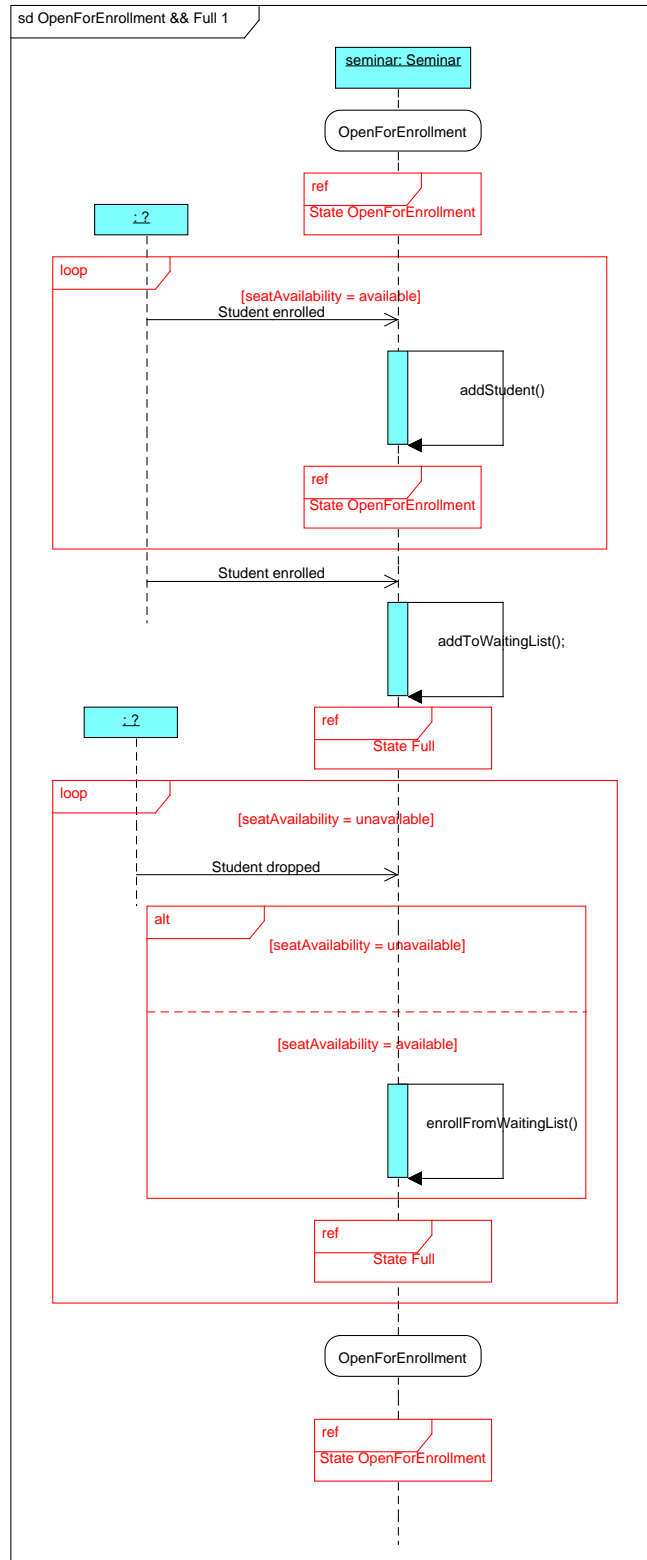 sd OpenForEnrollment && Full 1
seminar: Seminar
OpenForEnrollment
ref
State OpenForEnrollment
: ?
loop
[seatAvailability = available]
Student enrolled
addStudent()
ref
State OpenForEnrollment
Student enrolled
addToWaitingList();
: ?
ref
State Full
loop
[seatAvailability = unavailable]
Student dropped
alt
[seatAvailability = unavailable]
[seatAvailability = available]
enrollFromWaitingList()
ref
State Full
OpenForEnrollment
ref
State OpenForEnrollment